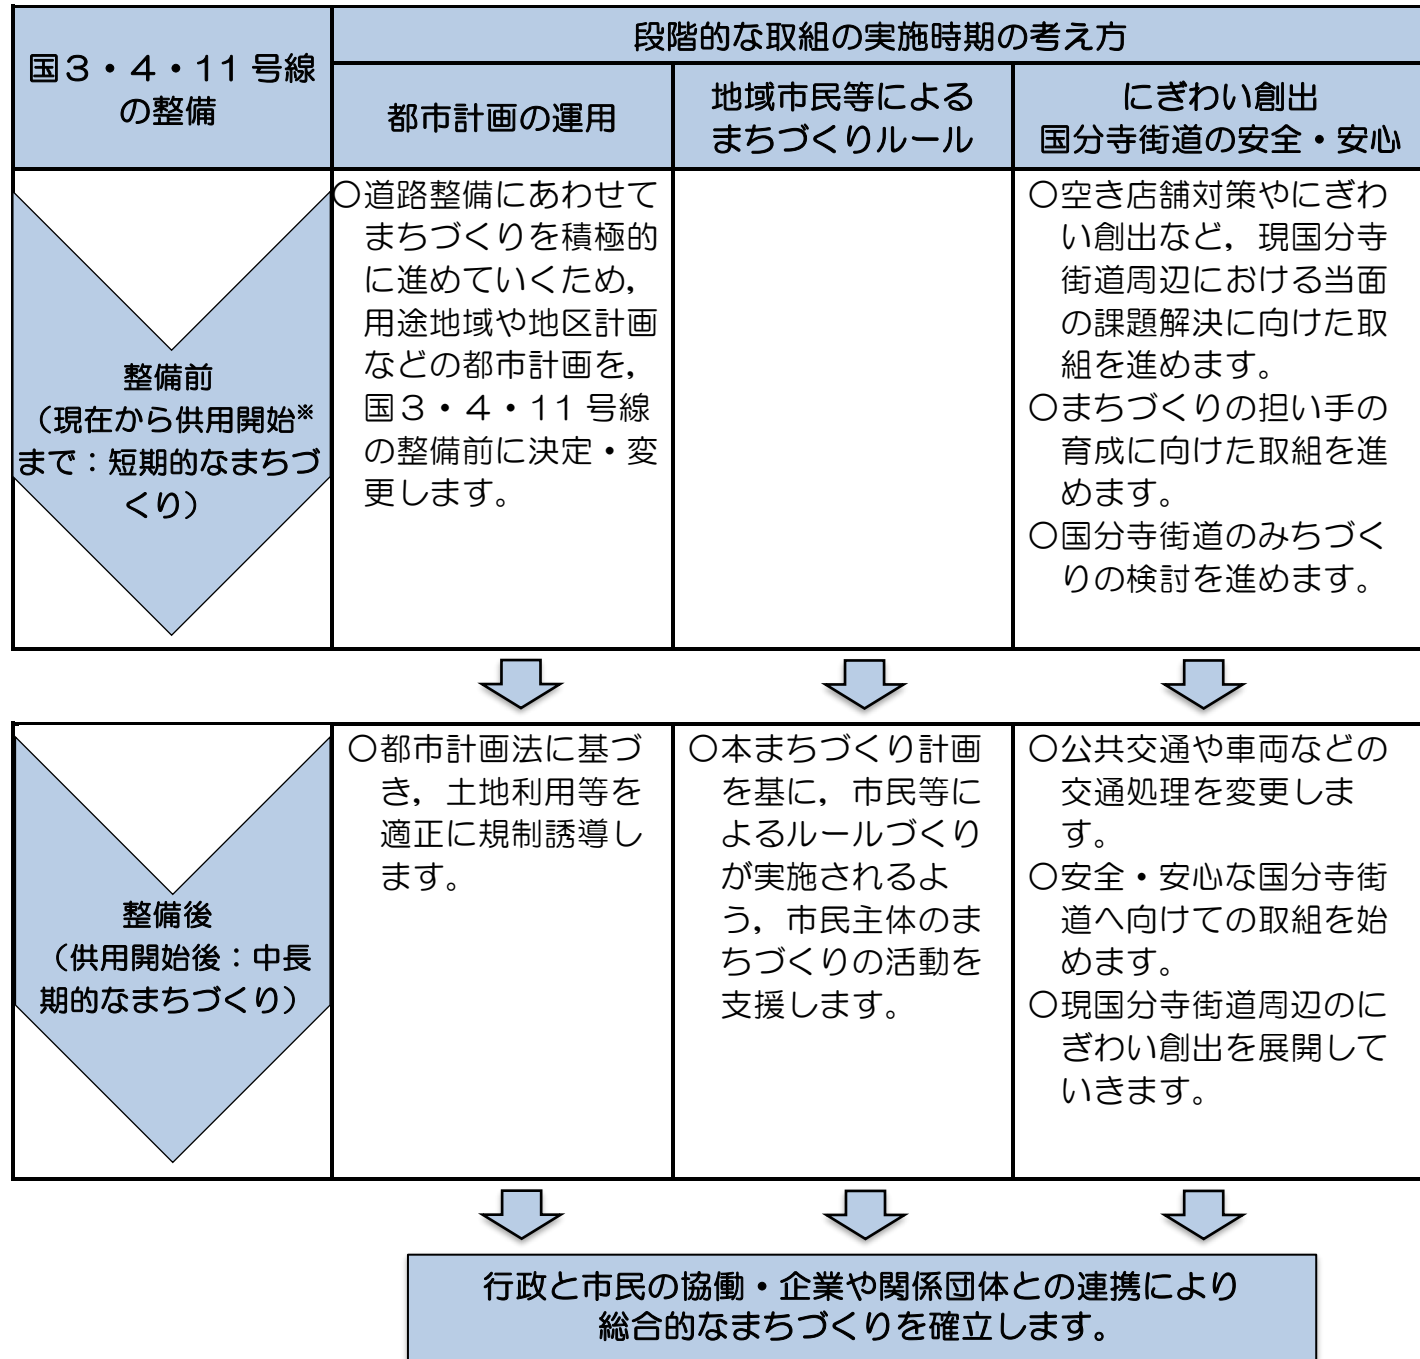 国３・４・11号線
の整備
段階的な取組の実施時期の考え方
都市計画の運用
地域市民等による
まちづくりルール
にぎわい創出
国分寺街道の安全・安心
整備前
（現在から供用開始※
まで：短期的なまちづ
くり）
〇道路整備にあわせて
まちづくりを積極的
に進めていくため，
用途地域や地区計画
などの都市計画を，
国３・４・11号線
の整備前に決定・変
更します。
〇空き店舗対策やにぎわ
い創出など，現国分寺
街道周辺における当面
の課題解決に向けた取
組を進めます。
〇まちづくりの担い手の
育成に向けた取組を進
めます。
〇国分寺街道のみちづく
りの検討を進めます。
整備後
（供用開始後：中長
期的なまちづくり）
〇都市計画法に基づ
き，土地利用等を
適正に規制誘導し
ます。
〇本まちづくり計画
を基に，市民等に
よるルールづくり
が実施されるよ
う，市民主体のま
ちづくりの活動を
支援します。
〇公共交通や車両などの
交通処理を変更しま
す。
〇安全・安心な国分寺街
道へ向けての取組を始
めます。
〇現国分寺街道周辺のに
ぎわい創出を展開して
いきます。
行政と市民の協働・企業や関係団体との連携により
総合的なまちづくりを確立します。